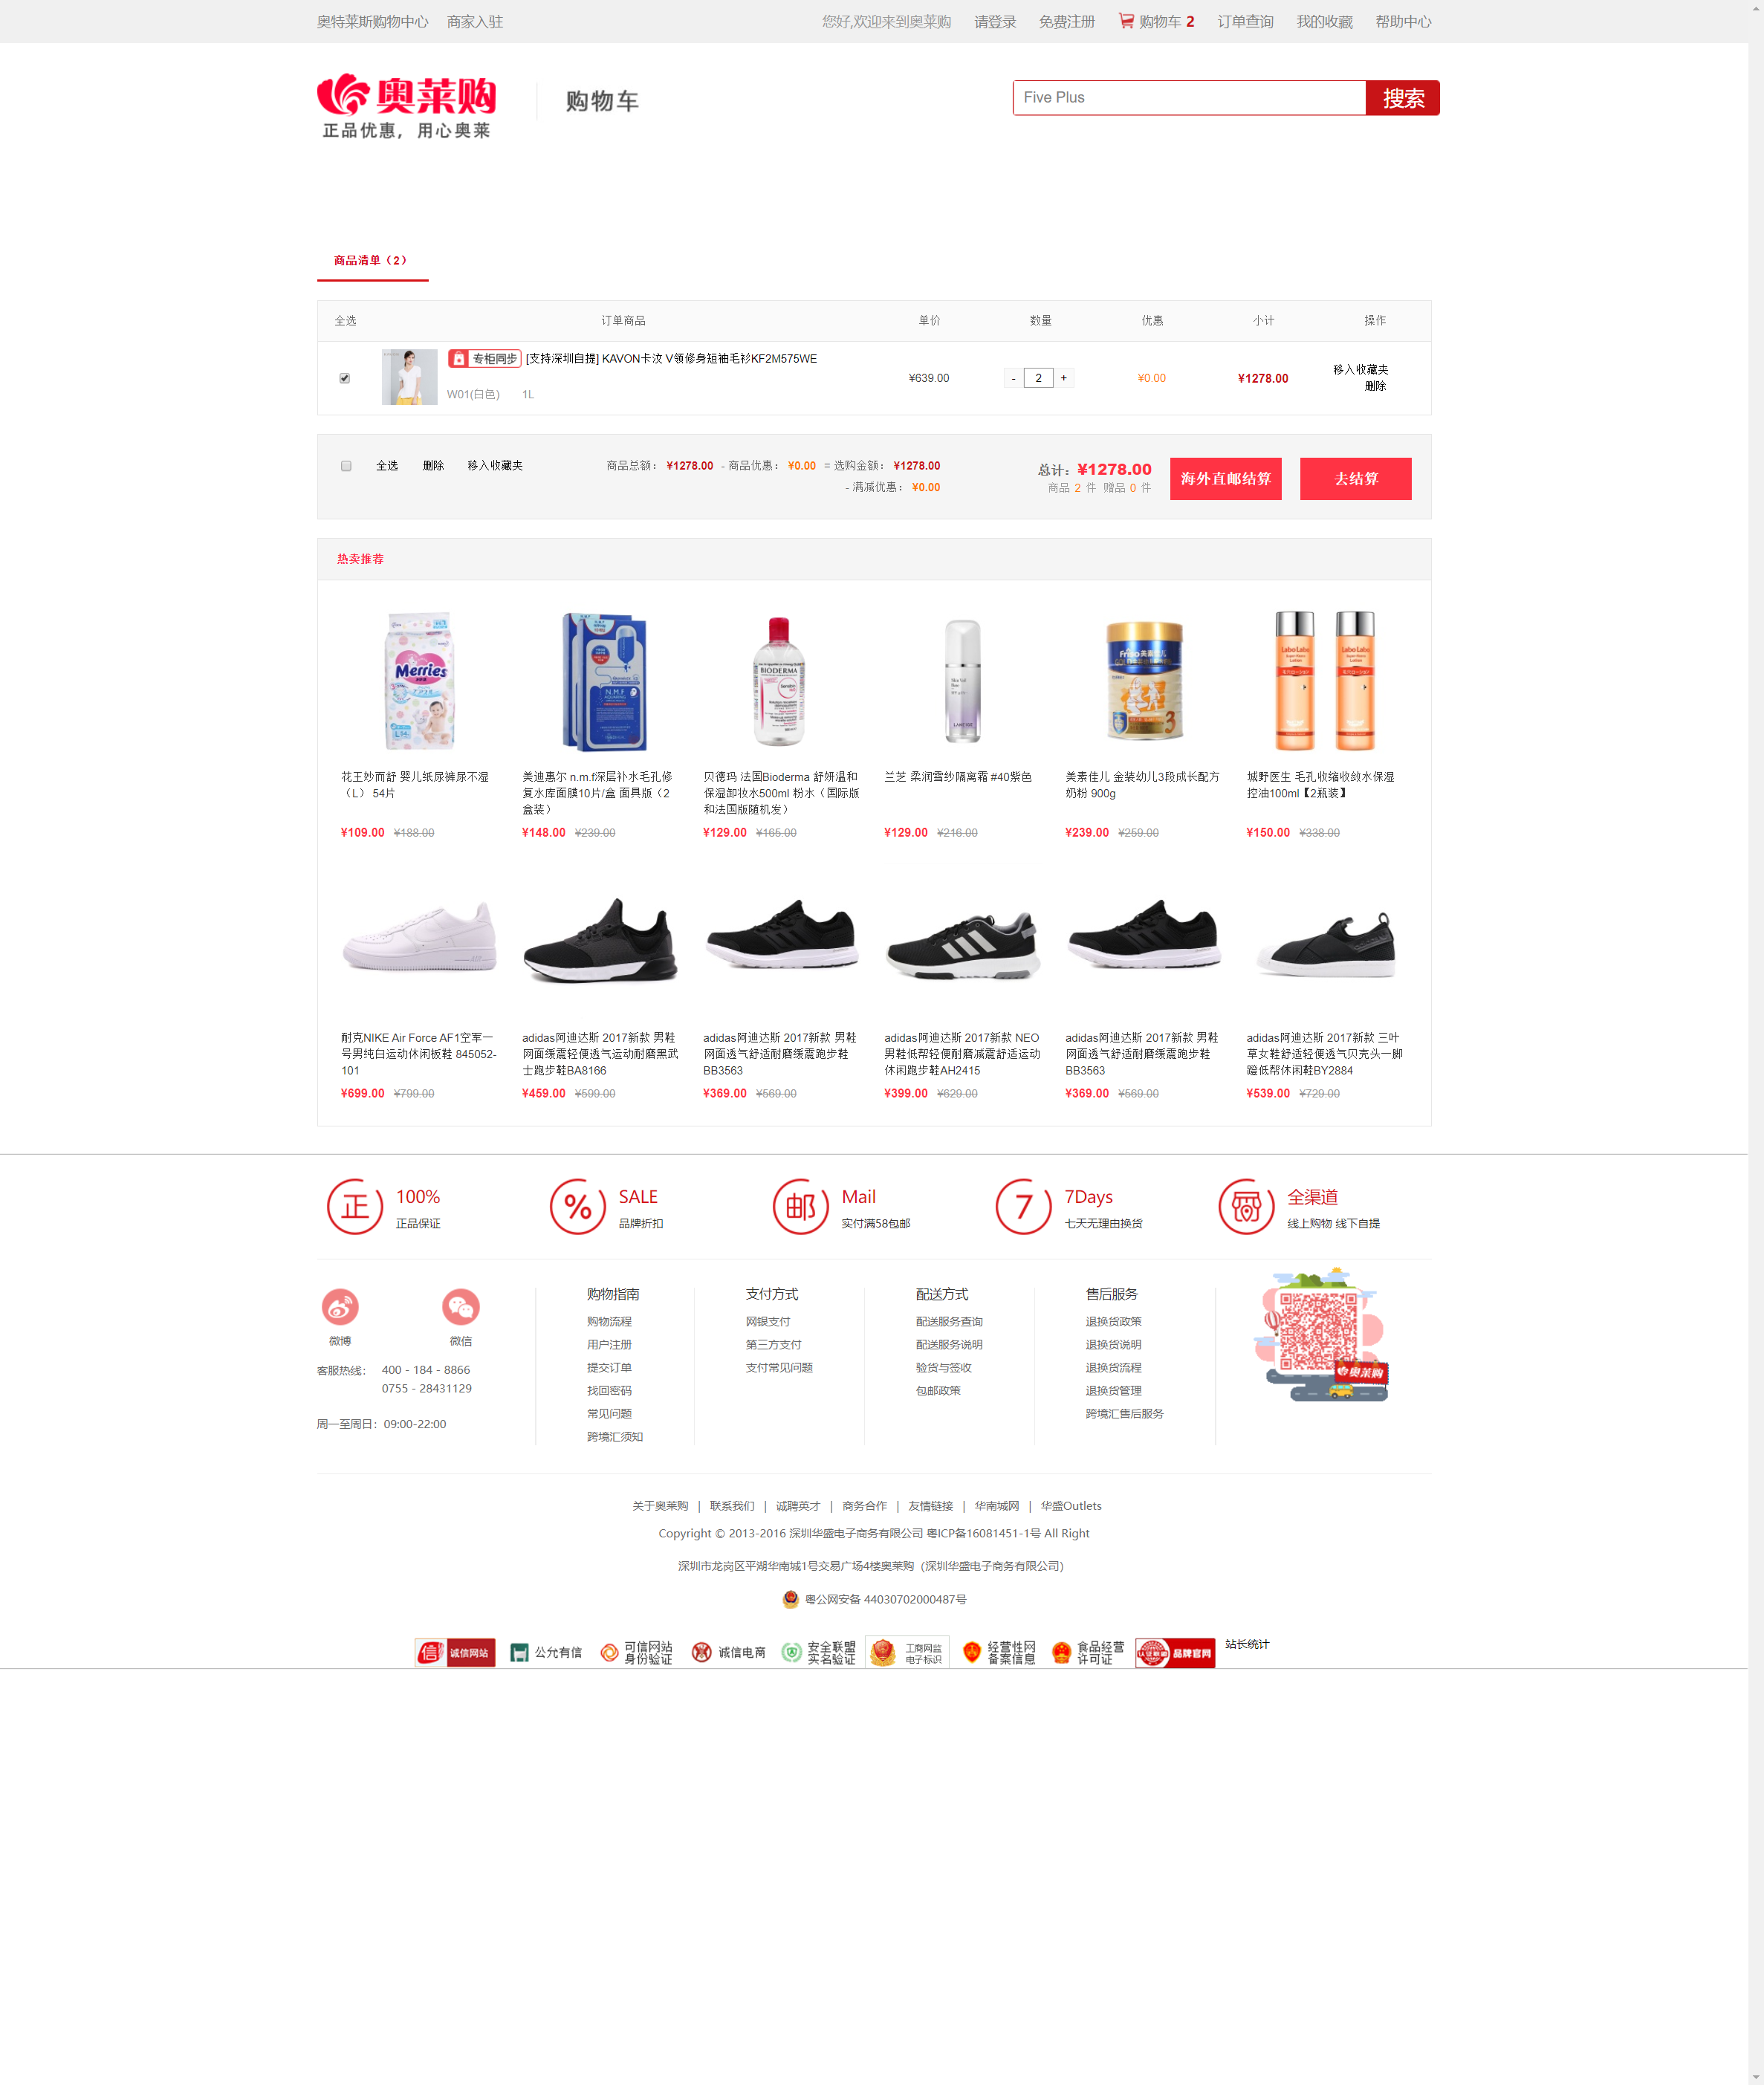 奥特莱斯购物中心 商家入驻 您好,欢迎来到奥莱购 请登录 免费注册 购物车 2 订单查询 我的收藏 帮助中心
奥莱购
正品优惠，用心奥莱
购物车
Five Plus 搜索
商品清单（2）
全选 订单商品 单价 数量 优惠 小计 操作
专柜同步 [支持深圳自提] KAVON卡汶 V领修身短袖毛衫KF2M575WE
W01(白色) 1L
¥639.00 - 2 + ¥0.00 ¥1278.00
移入收藏夹
删除
全选 删除 移入收藏夹
商品总额： ¥1278.00 - 商品优惠： ¥0.00 = 选购金额： ¥1278.00
- 满减优惠： ¥0.00
总计：¥1278.00
商品 2 件 赠品 0 件
海外直邮结算 去结算
热卖推荐
花王妙而舒 婴儿纸尿裤尿不湿
（L） 54片
¥109.00 ¥188.00
美迪惠尔 n.m.f深层补水毛孔修
复水库面膜10片/盒 面具版（2
盒装）
¥148.00 ¥239.00
贝德玛 法国Bioderma 舒妍温和
保湿卸妆水500ml 粉水（国际版
和法国版随机发）
¥129.00 ¥165.00
兰芝 柔润雪纱隔离霜 #40紫色
¥129.00 ¥216.00
美素佳儿 金装幼儿3段成长配方
奶粉 900g
¥239.00 ¥259.00
城野医生 毛孔收缩收敛水保湿
控油100ml【2瓶装】
¥150.00 ¥338.00
耐克NIKE Air Force AF1空军一
号男纯白运动休闲板鞋 845052-
101
¥699.00 ¥799.00
adidas阿迪达斯 2017新款 男鞋
网面缓震轻便透气运动耐磨黑武
士跑步鞋BA8166
¥459.00 ¥599.00
adidas阿迪达斯 2017新款 男鞋
网面透气舒适耐磨缓震跑步鞋
BB3563
¥369.00 ¥569.00
adidas阿迪达斯 2017新款 NEO
男鞋低帮轻便耐磨减震舒适运动
休闲跑步鞋AH2415
¥399.00 ¥629.00
adidas阿迪达斯 2017新款 男鞋
网面透气舒适耐磨缓震跑步鞋
BB3563
¥369.00 ¥569.00
adidas阿迪达斯 2017新款 三叶
草女鞋舒适轻便透气贝壳头一脚
蹬低帮休闲鞋BY2884
¥539.00 ¥729.00
正 100%
正品保证
% SALE
品牌折扣
邮 Mail
实付满58包邮
7 7Days
七天无理由换货
全渠道
线上购物 线下自提
微博 微信
客服热线： 400 - 184 - 8866
0755 - 28431129
周一至周日：09:00-22:00
购物指南
购物流程
用户注册
提交订单
找回密码
常见问题
跨境汇须知
支付方式
网银支付
第三方支付
支付常见问题
配送方式
配送服务查询
配送服务说明
验货与签收
包邮政策
售后服务
退换货政策
退换货说明
退换货流程
退换货管理
跨境汇售后服务
奥莱购
关于奥莱购 | 联系我们 | 诚聘英才 | 商务合作 | 友情链接 | 华南城网 | 华盛Outlets
Copyright © 2013-2016 深圳华盛电子商务有限公司 粤ICP备16081451-1号 All Right
深圳市龙岗区平湖华南城1号交易广场4楼奥莱购（深圳华盛电子商务有限公司）
粤公网安备 44030702000487号
信 诚信网站
公允有信
可信网站
身份验证
诚信电商
安全联盟
实名验证
工商网监
电子标识
经营性网
备案信息
食品经营
许可证
品牌官网
站长统计